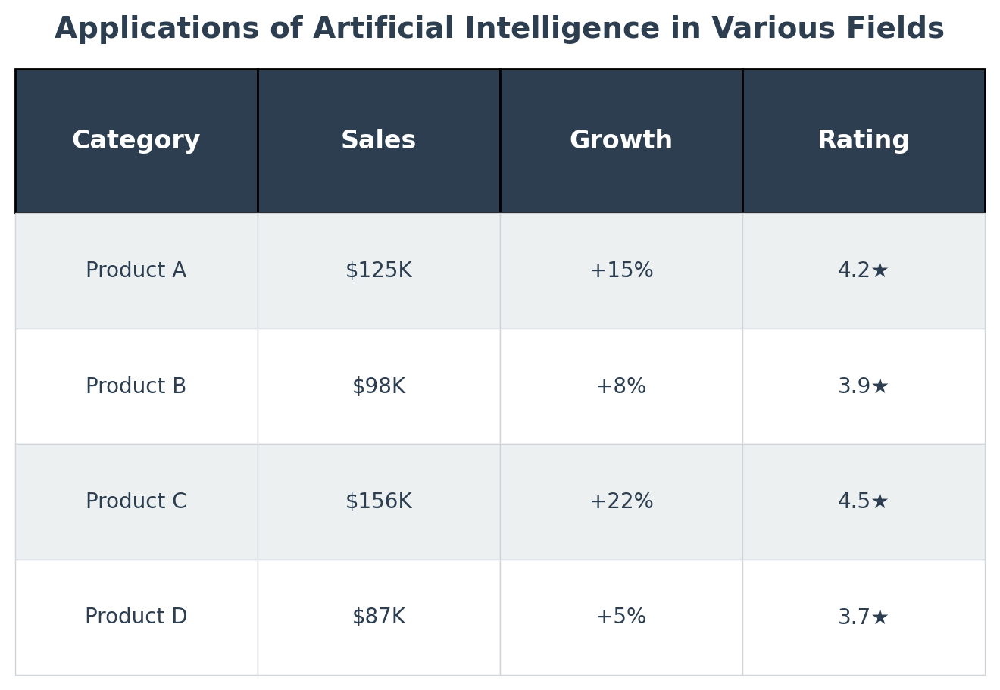 Applications of Artificial Intelligence in Various Fields
Category Sales Growth Rating
Product A $125K +15% 4.2★
Product B $98K +8% 3.9★
Product C $156K +22% 4.5★
Product D $87K +5% 3.7★